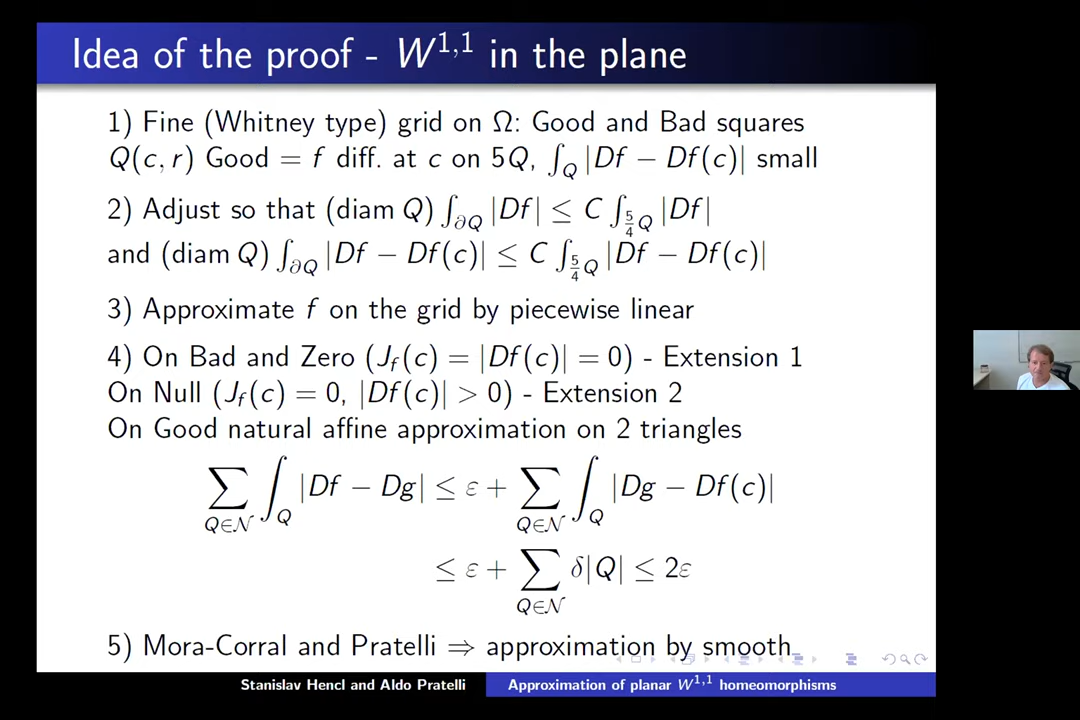 Idea of the proof - W^{1,1} in the plane
1) Fine (Whitney type) grid on Ω: Good and Bad squares
Q(c, r) Good = f diff. at c on 5Q, ∫_Q |Df − Df(c)| small
2) Adjust so that (diam Q) ∫_{∂Q} |Df| ≤ C ∫_{5/4 Q} |Df|
and (diam Q) ∫_{∂Q} |Df − Df(c)| ≤ C ∫_{5/4 Q} |Df − Df(c)|
3) Approximate f on the grid by piecewise linear
4) On Bad and Zero (J_f(c) = |Df(c)| = 0) - Extension 1
On Null (J_f(c) = 0, |Df(c)| > 0) - Extension 2
On Good natural affine approximation on 2 triangles
∑_{Q∈𝒩} ∫_Q |Df − Dg| ≤ ε + ∑_{Q∈𝒩} ∫_Q |Dg − Df(c)|
≤ ε + ∑_{Q∈𝒩} δ|Q| ≤ 2ε
5) Mora-Corral and Pratelli ⇒ approximation by smooth
Stanislav Hencl and Aldo Pratelli
Approximation of planar W^{1,1} homeomorphisms